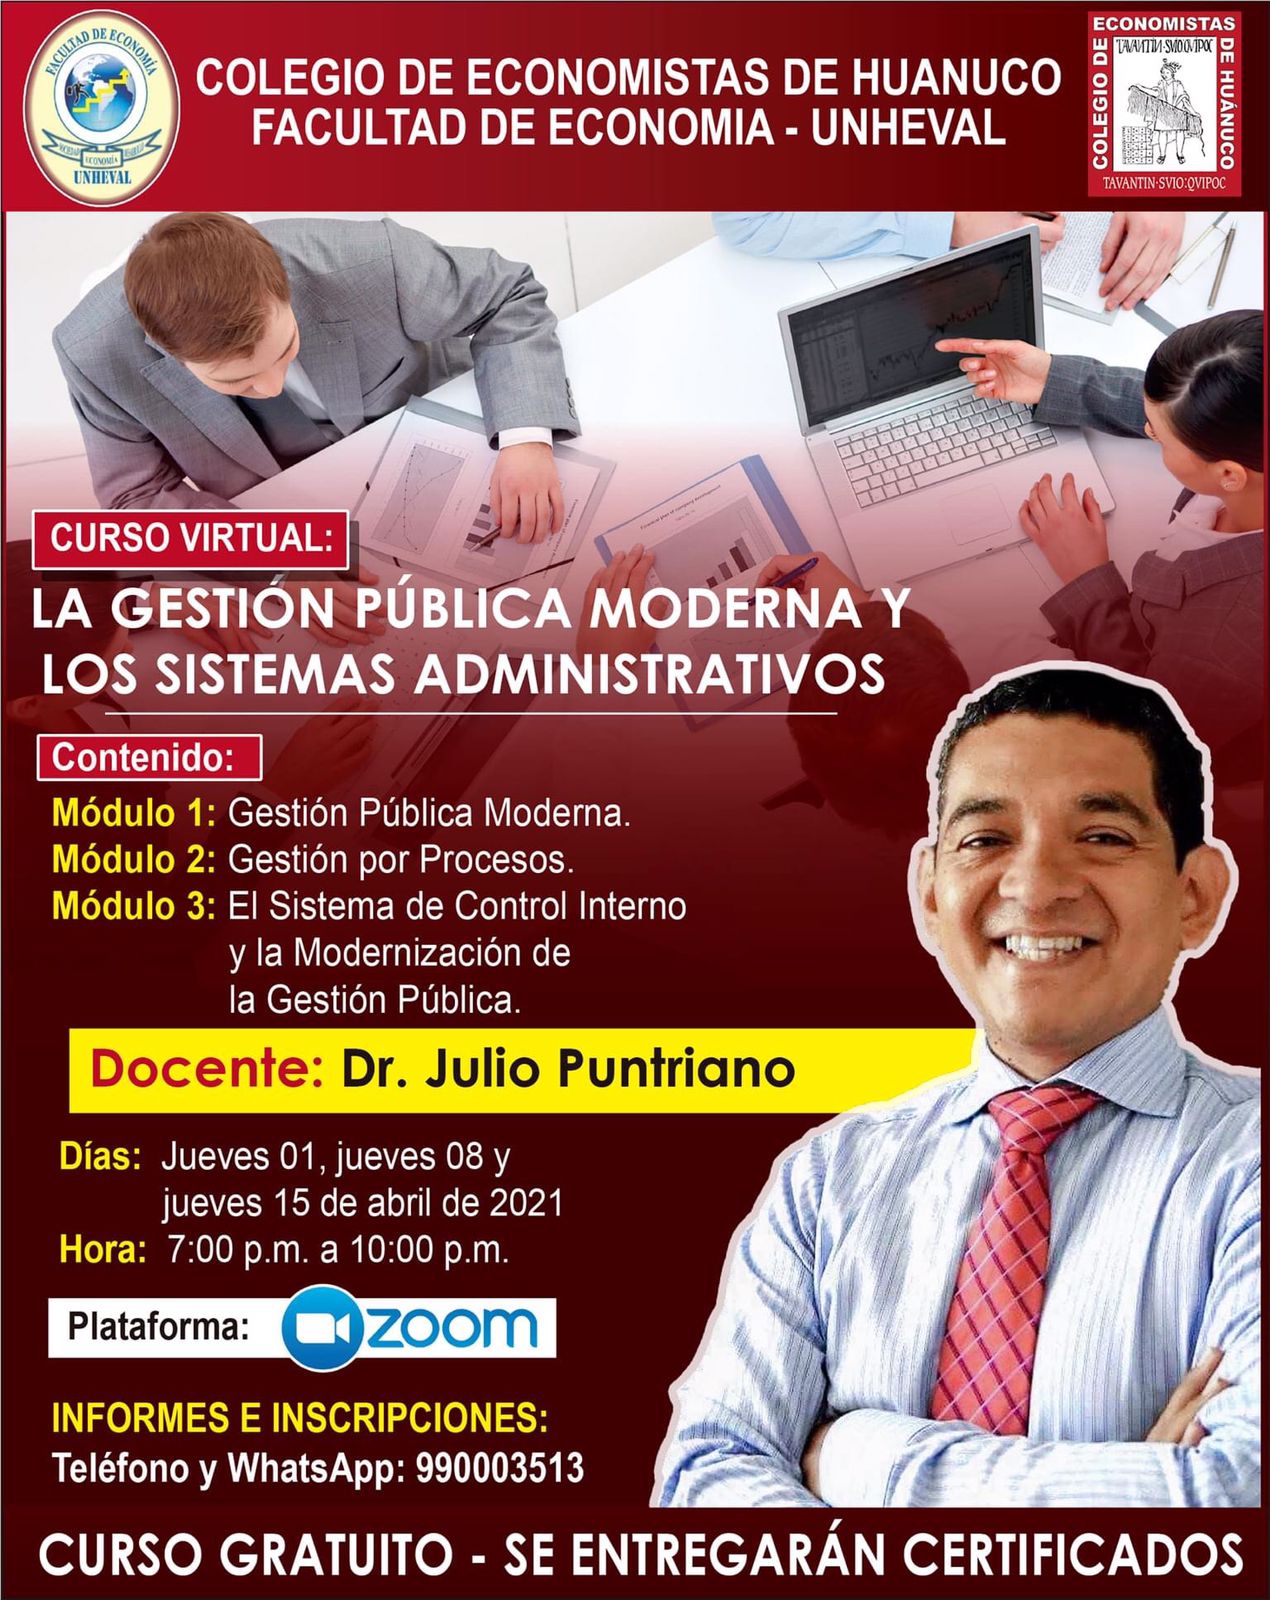 FACULTAD DE ECONOMÍA
ECONOMÍA
UNHEVAL
COLEGIO DE ECONOMISTAS DE HUANUCO
FACULTAD DE ECONOMIA - UNHEVAL
COLEGIO DE
ECONOMISTAS
DE HUÁNUCO
TAVANTIN·SVIO:QVIPOC
CURSO VIRTUAL:
LA GESTIÓN PÚBLICA MODERNA Y
LOS SISTEMAS ADMINISTRATIVOS
Contenido:
Módulo 1: Gestión Pública Moderna.
Módulo 2: Gestión por Procesos.
Módulo 3: El Sistema de Control Interno
y la Modernización de
la Gestión Pública.
Docente: Dr. Julio Puntriano
Días: Jueves 01, jueves 08 y
jueves 15 de abril de 2021
Hora: 7:00 p.m. a 10:00 p.m.
Plataforma: zoom
INFORMES E INSCRIPCIONES:
Teléfono y WhatsApp: 990003513
CURSO GRATUITO - SE ENTREGARÁN CERTIFICADOS